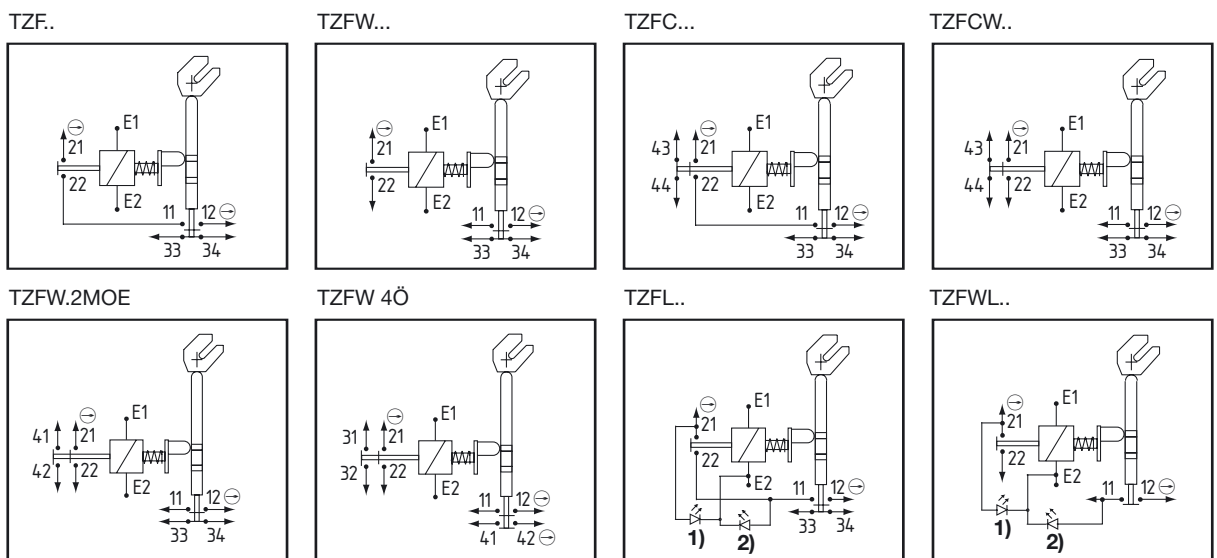 TZF.. TZFW... TZFC... TZFCW..
E1 E1 E1 E1
21 21 43 21 43 21
22 22 44 22 44 22
E2 E2 E2 E2
11 12 11 12 11 12 11 12
33 34 33 34 33 34 33 34
TZFW.2MOE TZFW 4Ö TZFL.. TZFWL..
E1 E1 E1 E1
41 21 31 21 21 21
42 22 32 22 22 22
E2 E2 E2 E2
11 12 11 12 11 12 11 12
33 34 41 42 33 34
1) 2) 1) 2)